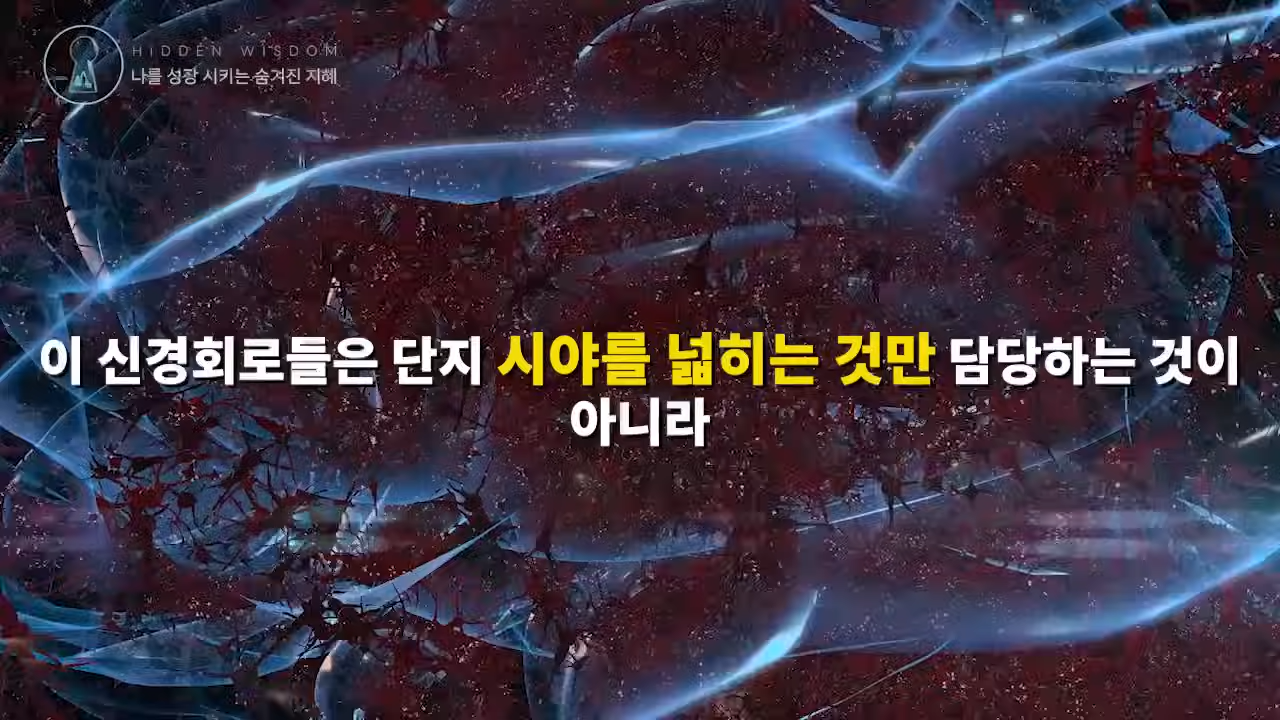 HIDDEN WISDOM
나를 성장 시키는 숨겨진 지혜
이 신경회로들은 단지 시야를 넓히는 것만 담당하는 것이
아니라